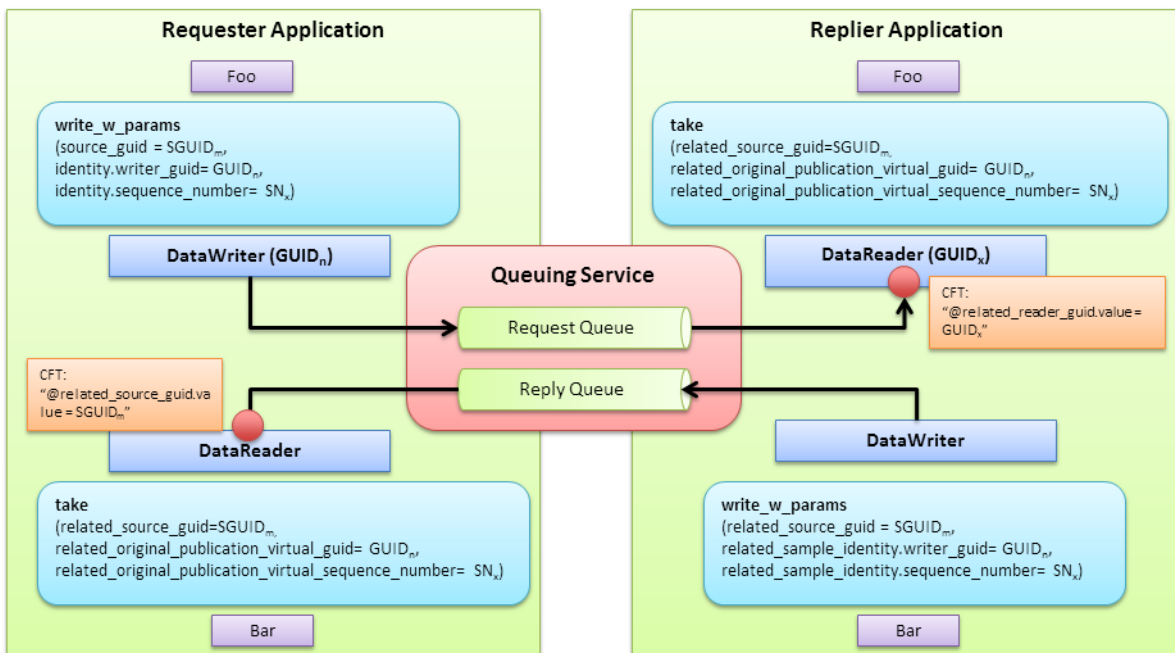 Requester Application
Foo
write_w_params
(source_guid = SGUIDm,
identity.writer_guid= GUIDn,
identity.sequence_number= SNx)
DataWriter (GUIDn)
Replier Application
Foo
take
(related_source_guid=SGUIDm,
related_original_publication_virtual_guid= GUIDn,
related_original_publication_virtual_sequence_number= SNx)
DataReader (GUIDx)
CFT:
“@related_reader_guid.value=
GUIDx”
Queuing Service
Request Queue
Reply Queue
CFT:
“@related_source_guid.va
lue = SGUIDm”
DataReader
take
(related_source_guid=SGUIDm,
related_original_publication_virtual_guid= GUIDn,
related_original_publication_virtual_sequence_number= SNx)
Bar
DataWriter
write_w_params
(related_source_guid = SGUIDm,
related_sample_identity.writer_guid= GUIDn,
related_sample_identity.sequence_number= SNx)
Bar